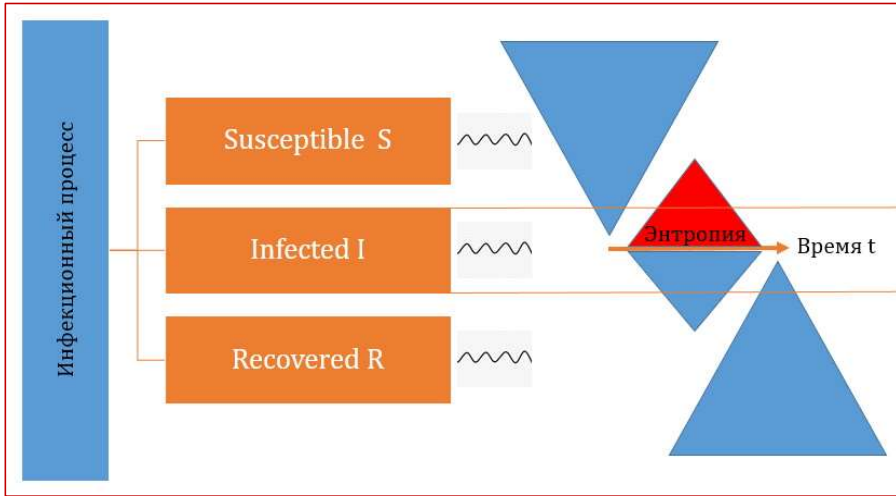 Инфекционный процесс
Susceptible S
Infected I
Recovered R
Энтропия
Время t